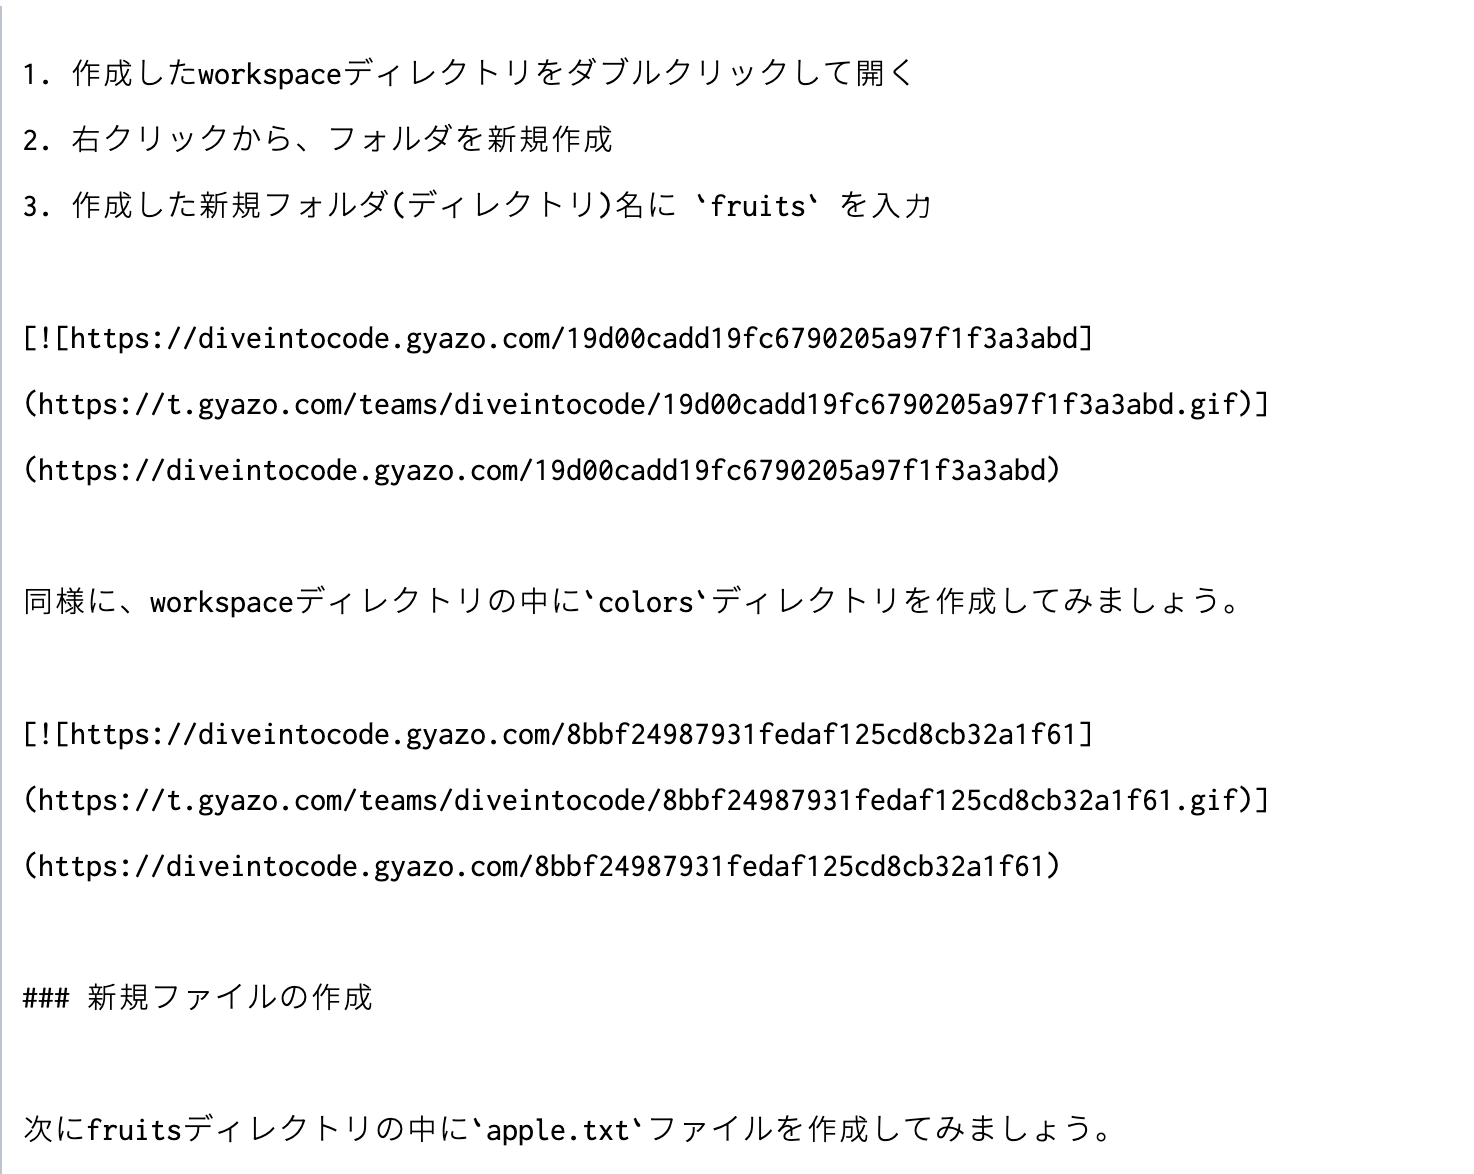 1. 作成したworkspaceディレクトリをダブルクリックして開く
2. 右クリックから、フォルダを新規作成
3. 作成した新規フォルダ(ディレクトリ)名に `fruits` を入力
[![https://diveintocode.gyazo.com/19d00cadd19fc6790205a97f1f3a3abd]
(https://t.gyazo.com/teams/diveintocode/19d00cadd19fc6790205a97f1f3a3abd.gif)]
(https://diveintocode.gyazo.com/19d00cadd19fc6790205a97f1f3a3abd)
同様に、workspaceディレクトリの中に`colors`ディレクトリを作成してみましょう。
[![https://diveintocode.gyazo.com/8bbf24987931fedaf125cd8cb32a1f61]
(https://t.gyazo.com/teams/diveintocode/8bbf24987931fedaf125cd8cb32a1f61.gif)]
(https://diveintocode.gyazo.com/8bbf24987931fedaf125cd8cb32a1f61)
### 新規ファイルの作成
次にfruitsディレクトリの中に`apple.txt`ファイルを作成してみましょう。